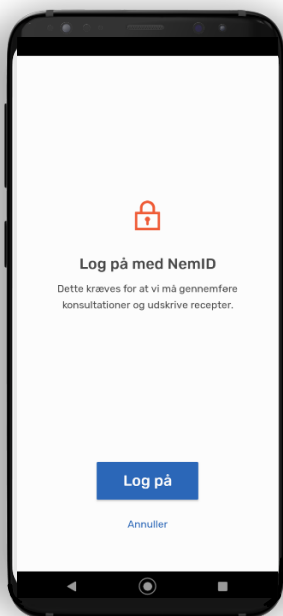 Log på med NemID
Dette kræves for at vi må gennemføre
konsultationer og udskrive recepter.
Log på
Annuller